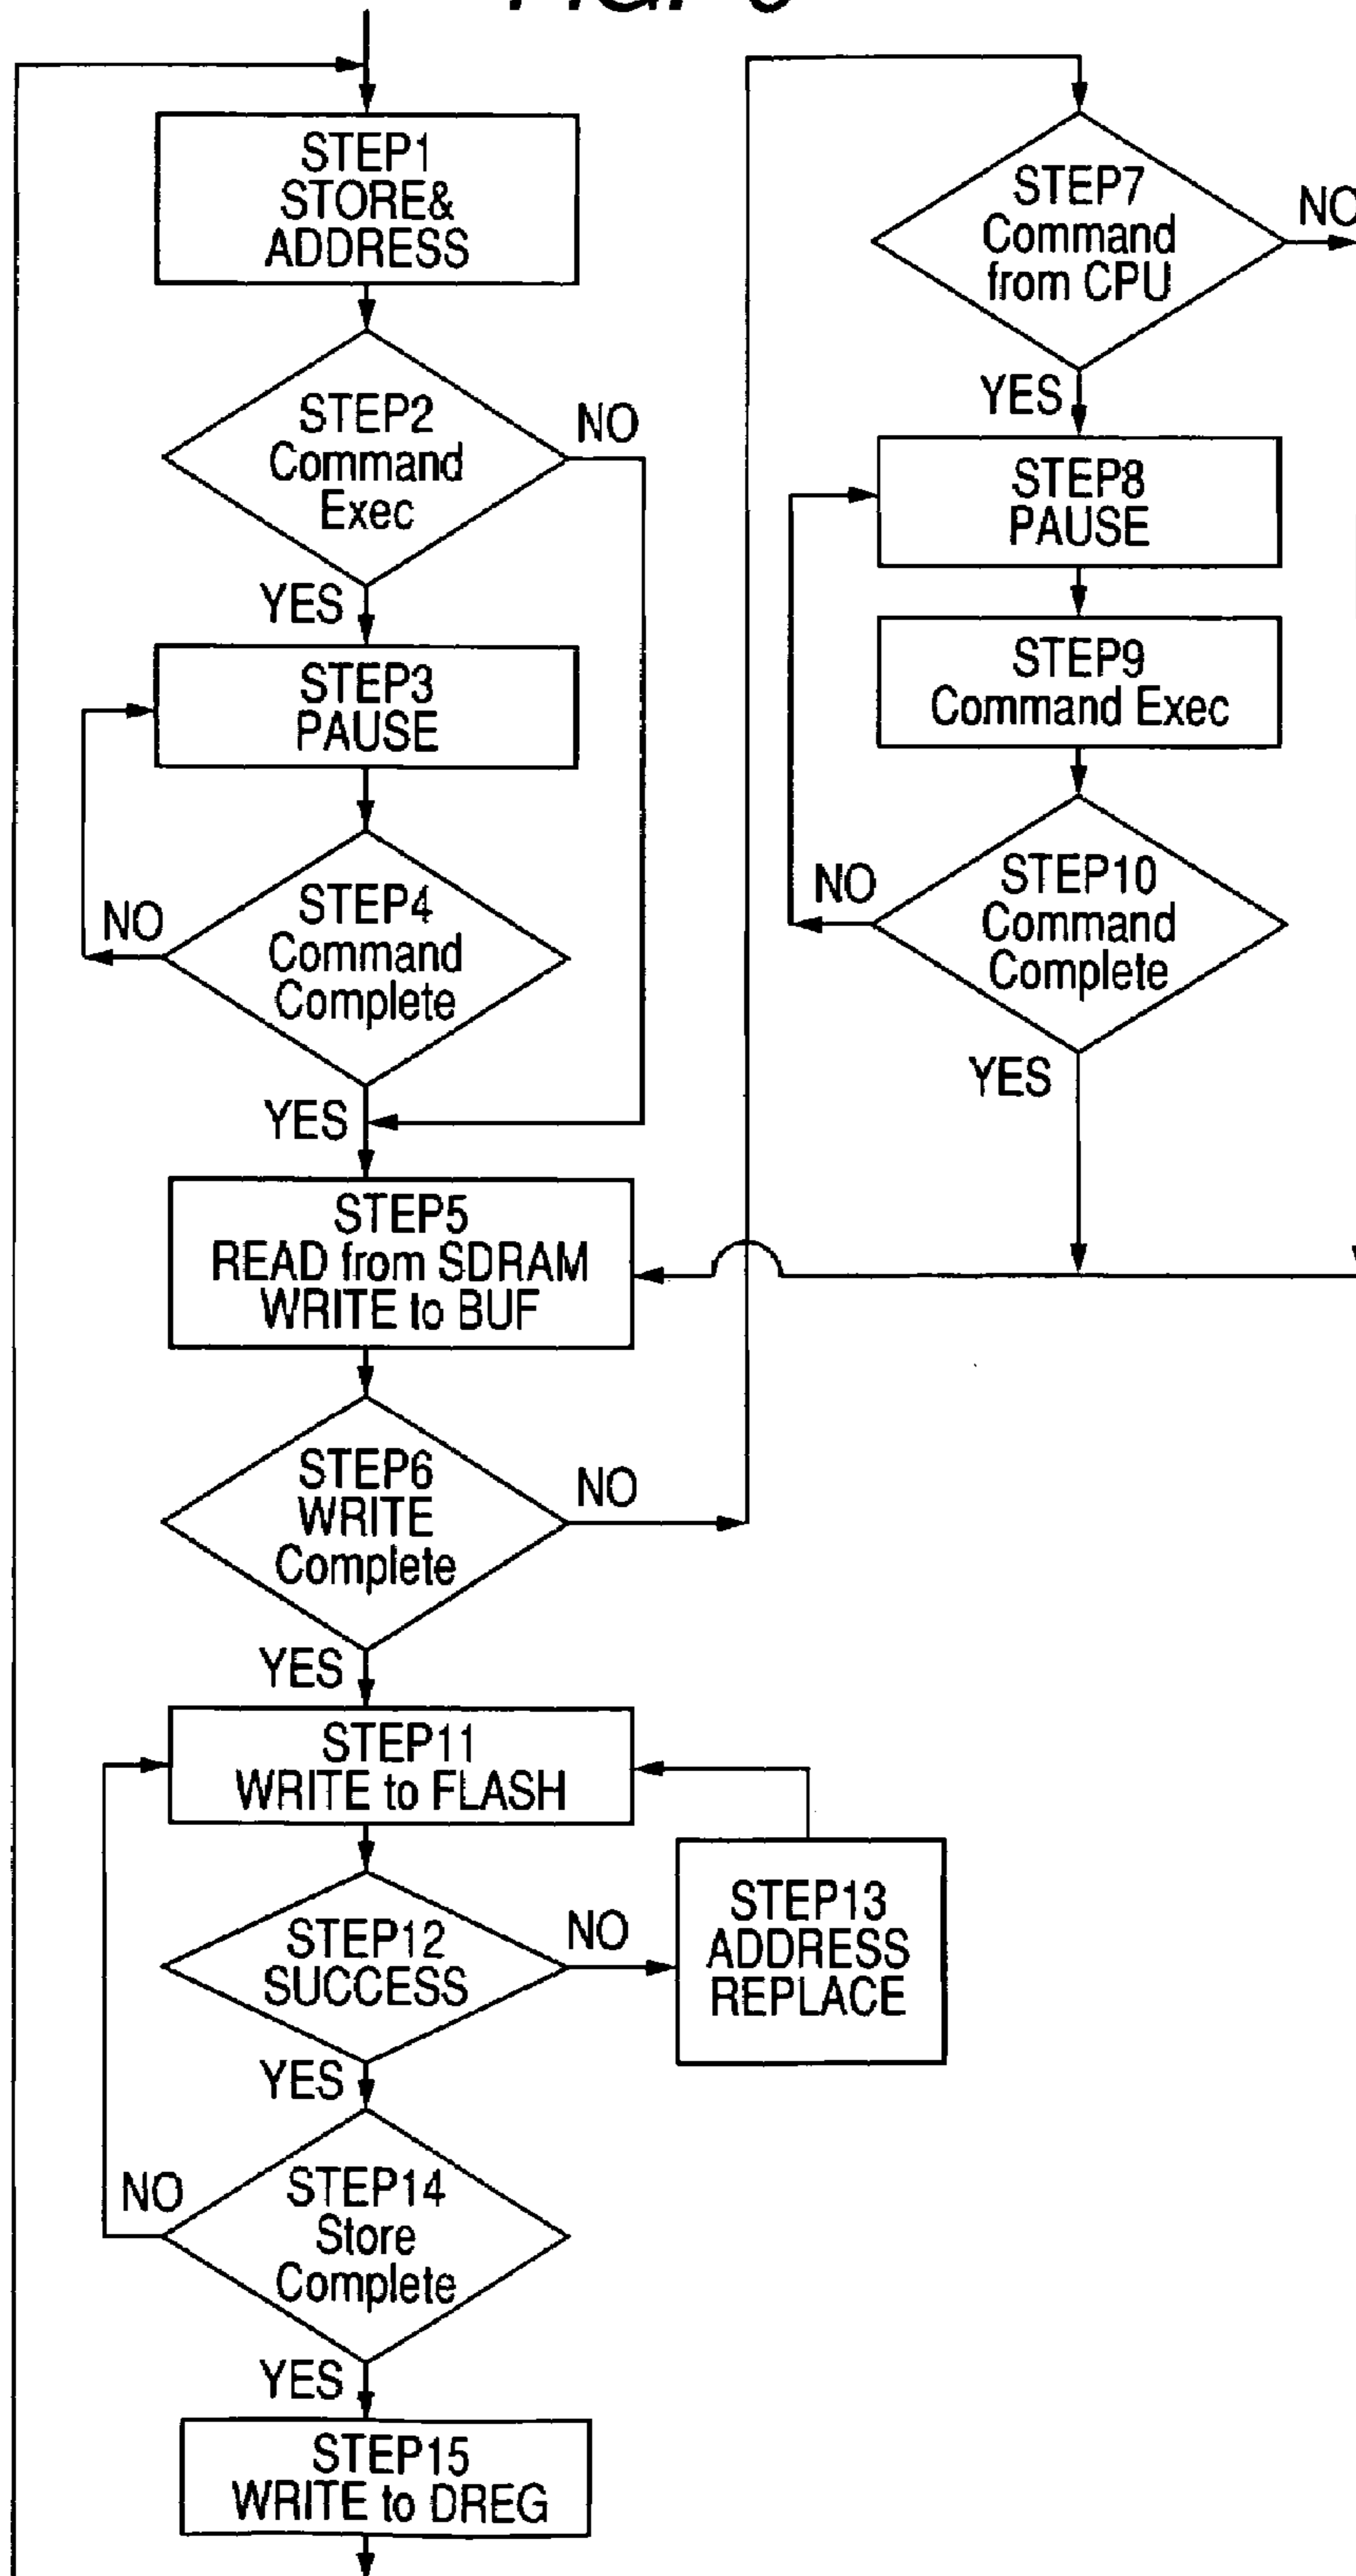 STEP1
STORE&
ADDRESS
STEP2
Command
Exec
NO
YES
STEP3
PAUSE
STEP4
Command
Complete
NO
YES
STEP5
READ from SDRAM
WRITE to BUF
STEP6
WRITE
Complete
NO
YES
STEP7
Command
from CPU
NO
YES
STEP8
PAUSE
STEP9
Command Exec
STEP10
Command
Complete
NO
YES
STEP11
WRITE to FLASH
STEP12
SUCCESS
NO
STEP13
ADDRESS
REPLACE
YES
STEP14
Store
Complete
NO
YES
STEP15
WRITE to DREG